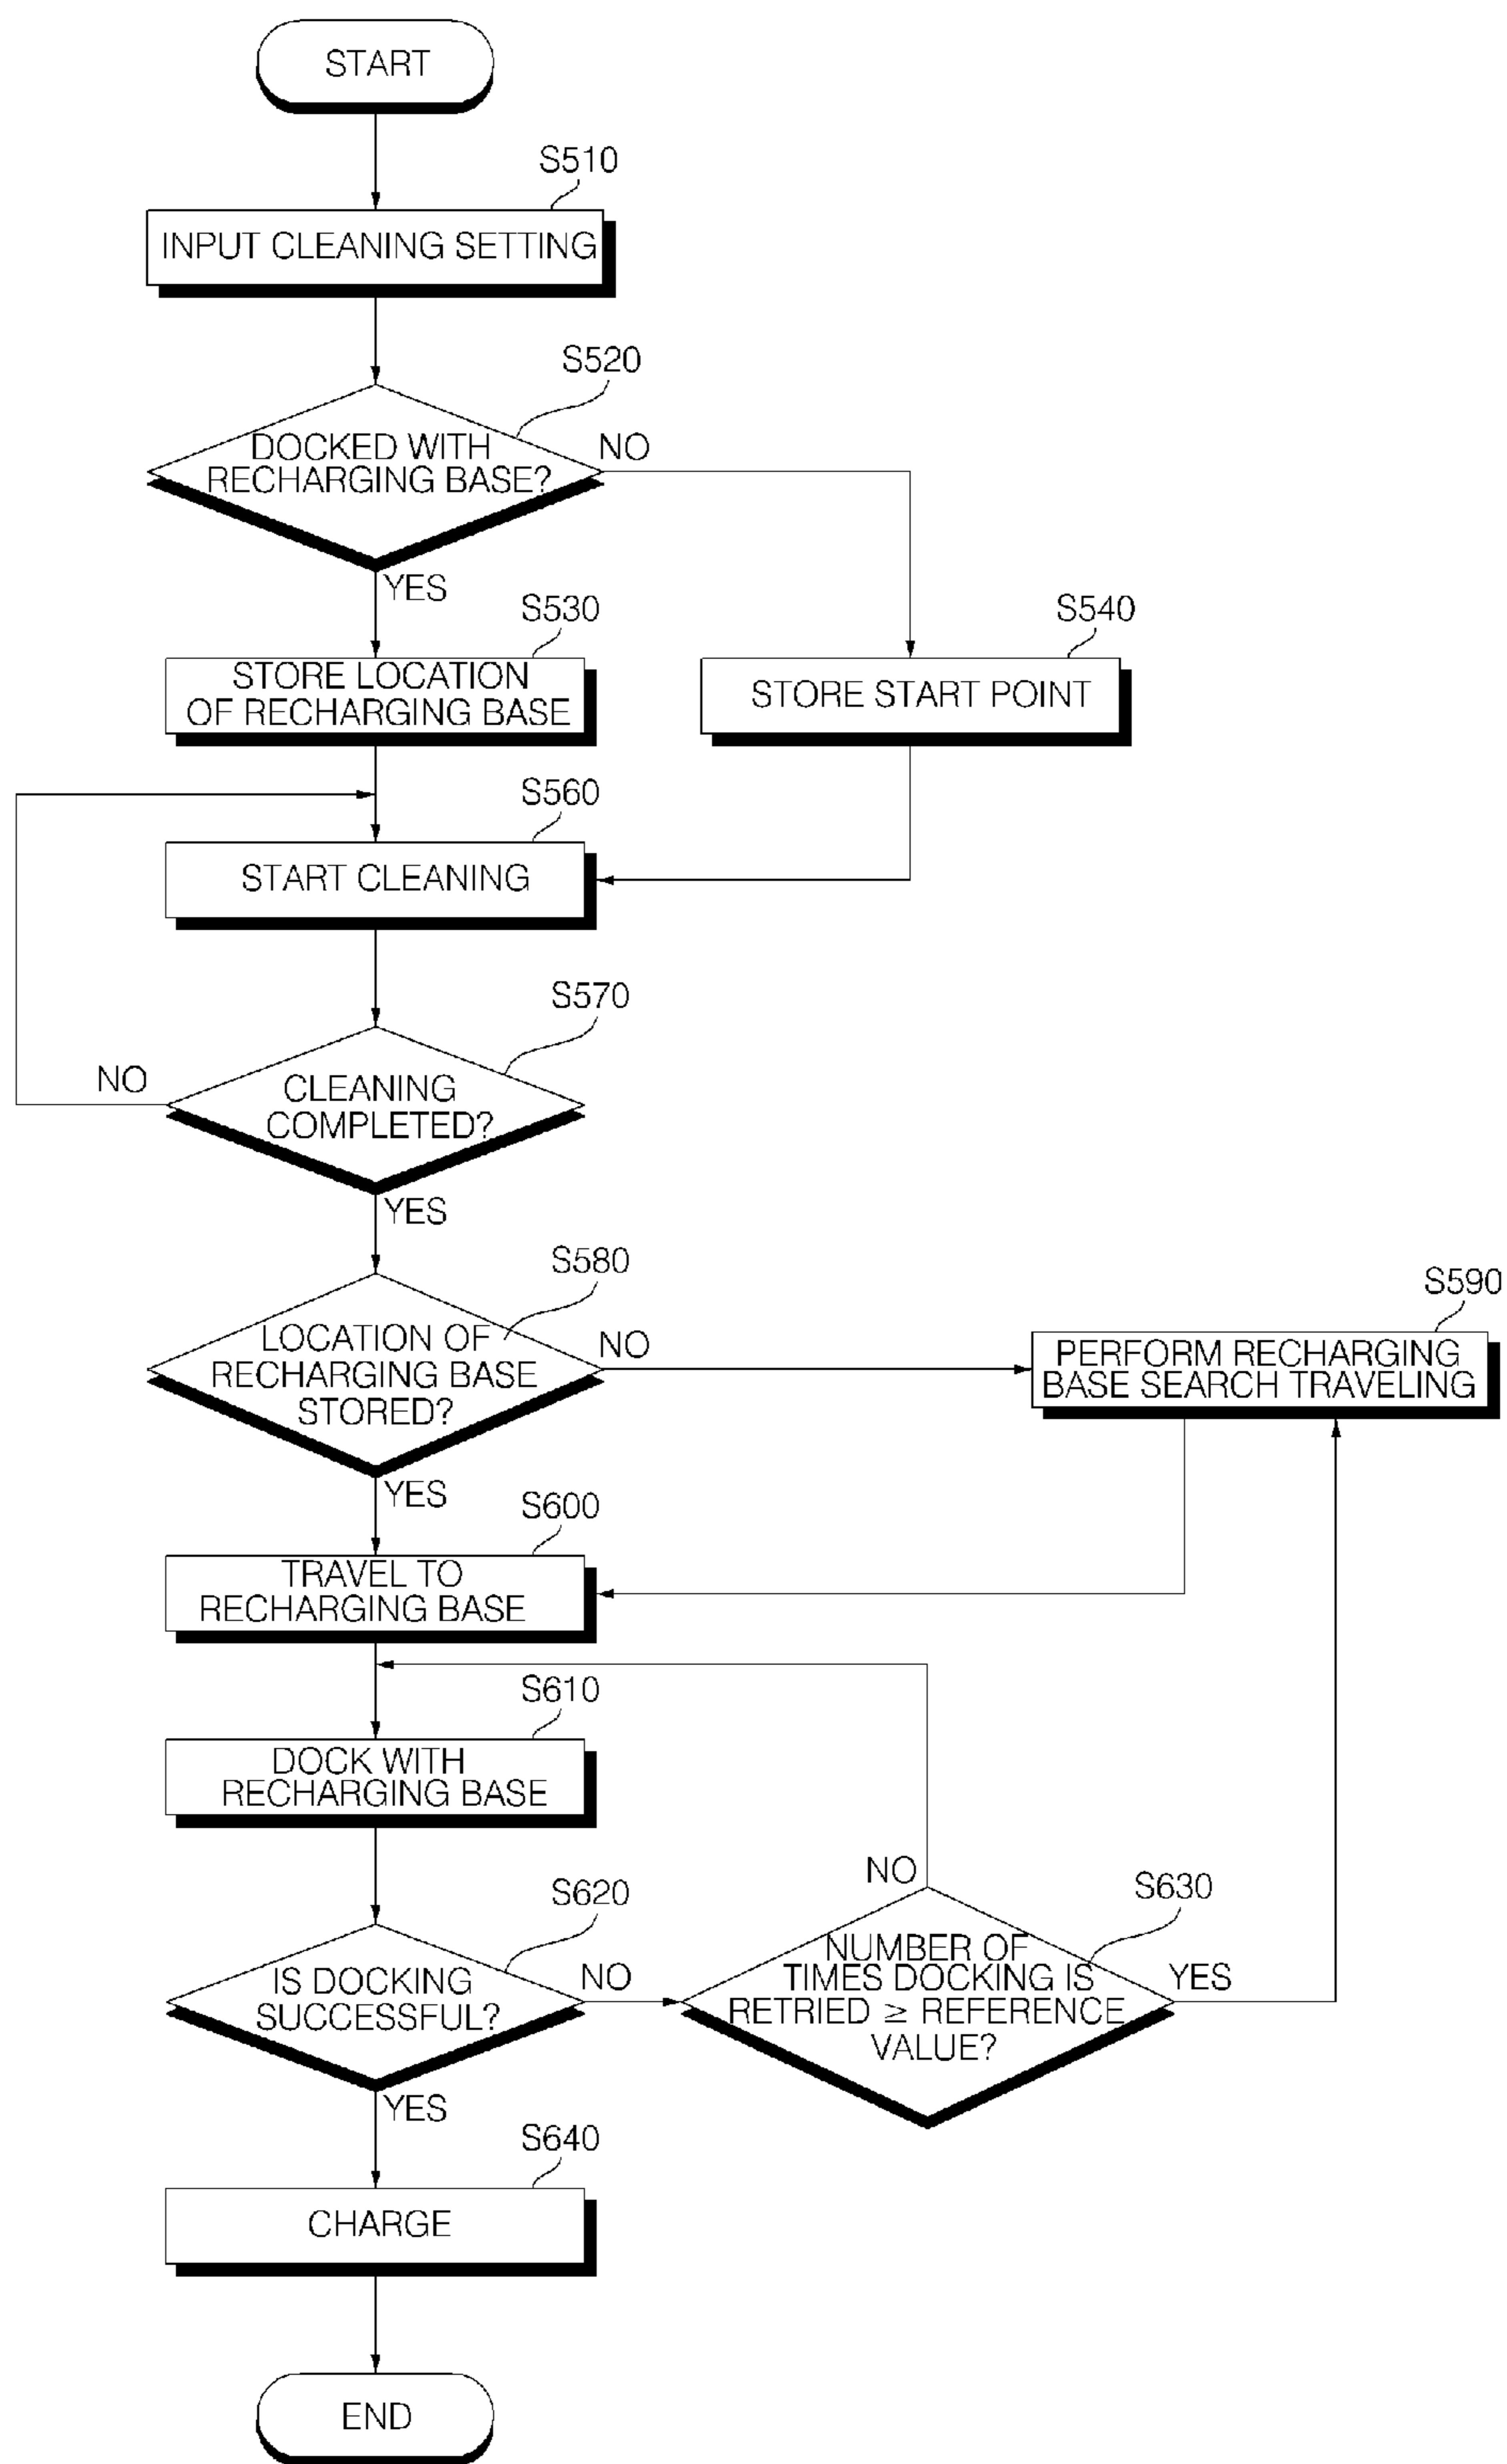 START
S510
INPUT CLEANING SETTING
S520
DOCKED WITH
RECHARGING BASE?
NO
YES
S530
STORE LOCATION
OF RECHARGING BASE
S540
STORE START POINT
S560
START CLEANING
S570
CLEANING
COMPLETED?
NO
YES
S580
LOCATION OF
RECHARGING BASE
STORED?
NO
YES
S590
PERFORM RECHARGING
BASE SEARCH TRAVELING
S600
TRAVEL TO
RECHARGING BASE
S610
DOCK WITH
RECHARGING BASE
S620
IS DOCKING
SUCCESSFUL?
NO
YES
S630
NUMBER OF
TIMES DOCKING IS
RETRIED ≥ REFERENCE
VALUE?
NO
YES
S640
CHARGE
END